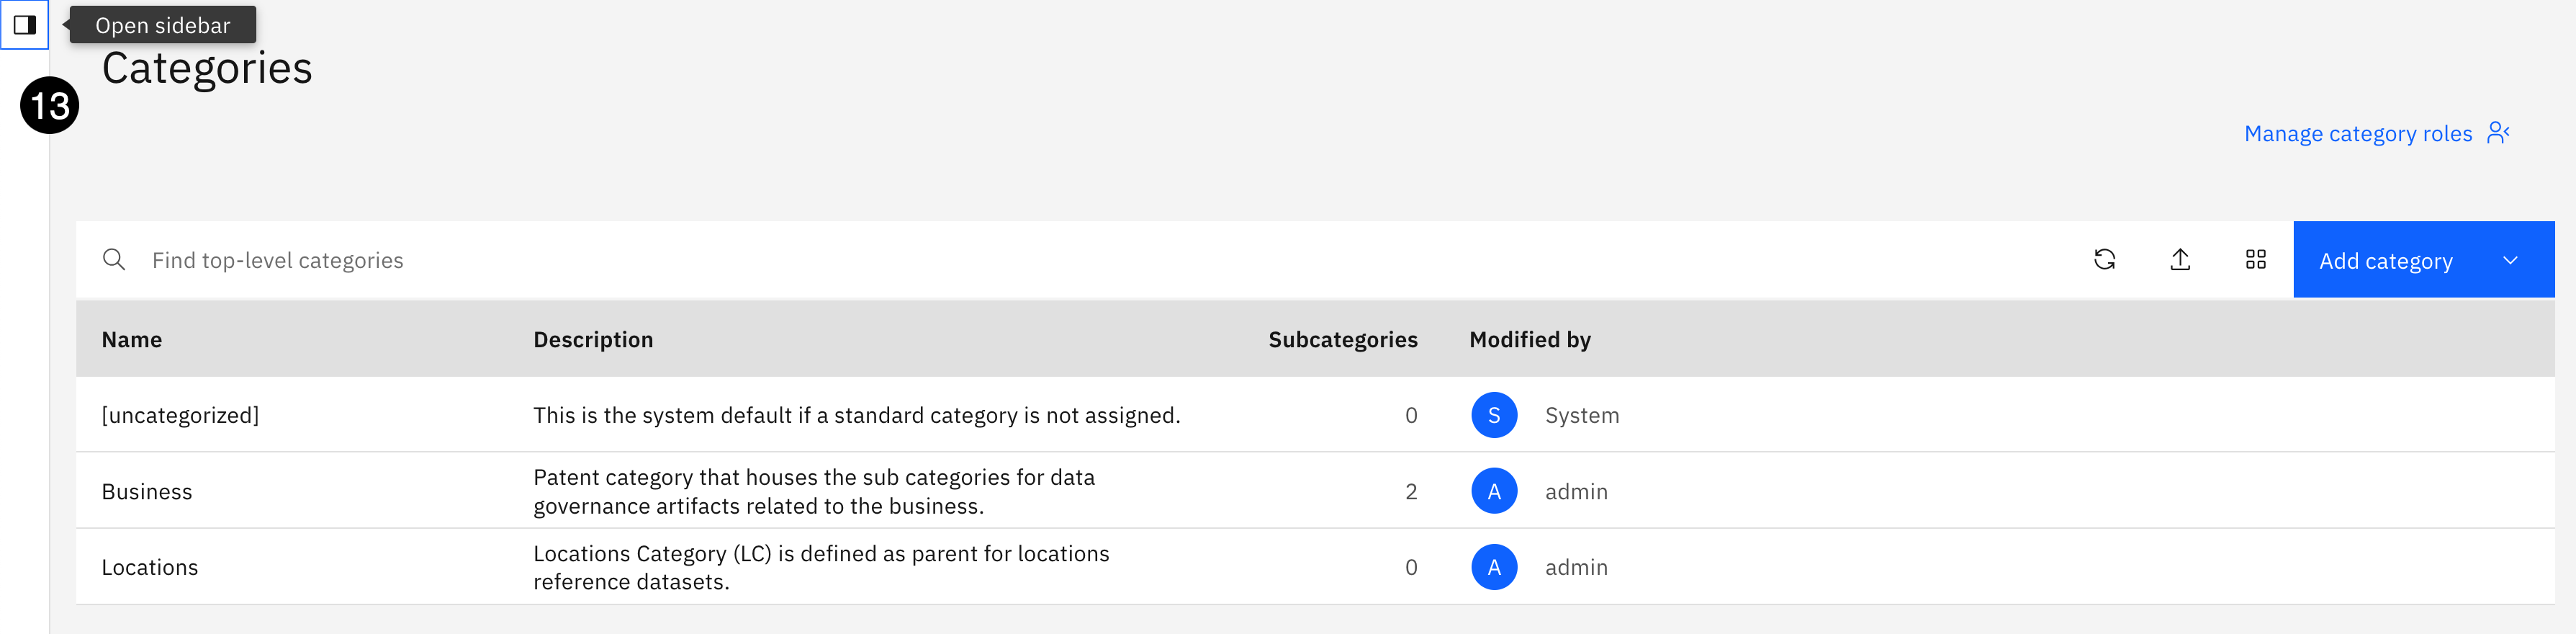 Open sidebar
Categories
13
Manage category roles
Find top-level categories
Add category
Name Description Subcategories Modified by
[uncategorized] This is the system default if a standard category is not assigned. 0 S System
Business Patent category that houses the sub categories for data
governance artifacts related to the business. 2 A admin
Locations Locations Category (LC) is defined as parent for locations
reference datasets. 0 A admin